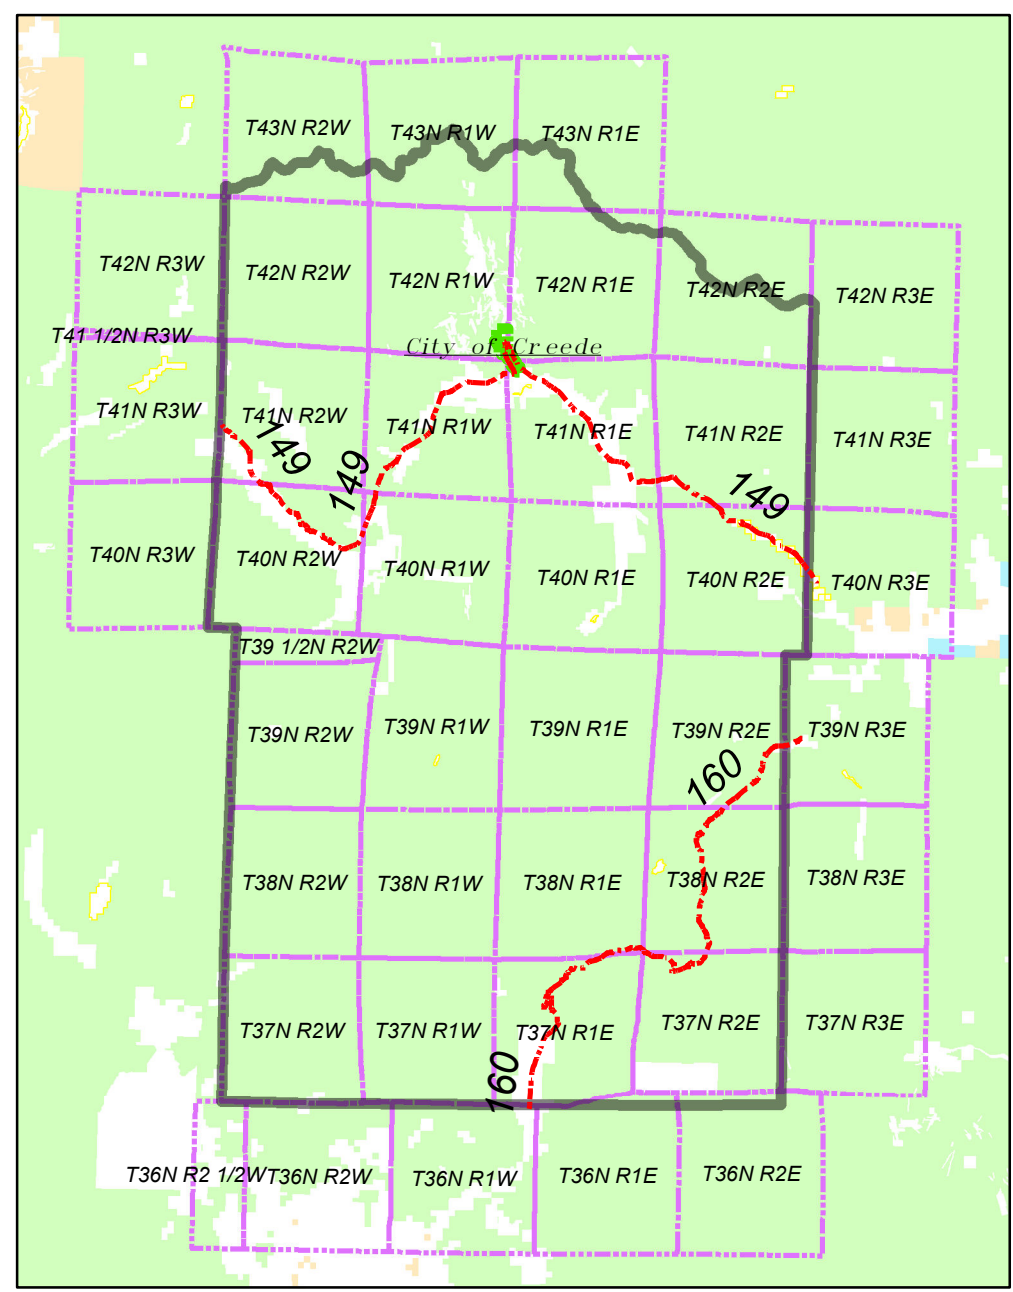 T43N R2W
T43N R1W
T43N R1E
T42N R3W
T42N R2W
T42N R1W
T42N R1E
T42N R2E
T42N R3E
T41 1/2N R3W
City of Creede
T41N R3W
T41N R2W
T41N R1W
T41N R1E
T41N R2E
T41N R3E
149
149
149
T40N R3W
T40N R2W
T40N R1W
T40N R1E
T40N R2E
T40N R3E
T39 1/2N R2W
T39N R2W
T39N R1W
T39N R1E
T39N R2E
T39N R3E
160
T38N R2W
T38N R1W
T38N R1E
T38N R2E
T38N R3E
T37N R2W
T37N R1W
T37N R1E
T37N R2E
T37N R3E
160
T36N R2 1/2W
T36N R2W
T36N R1W
T36N R1E
T36N R2E